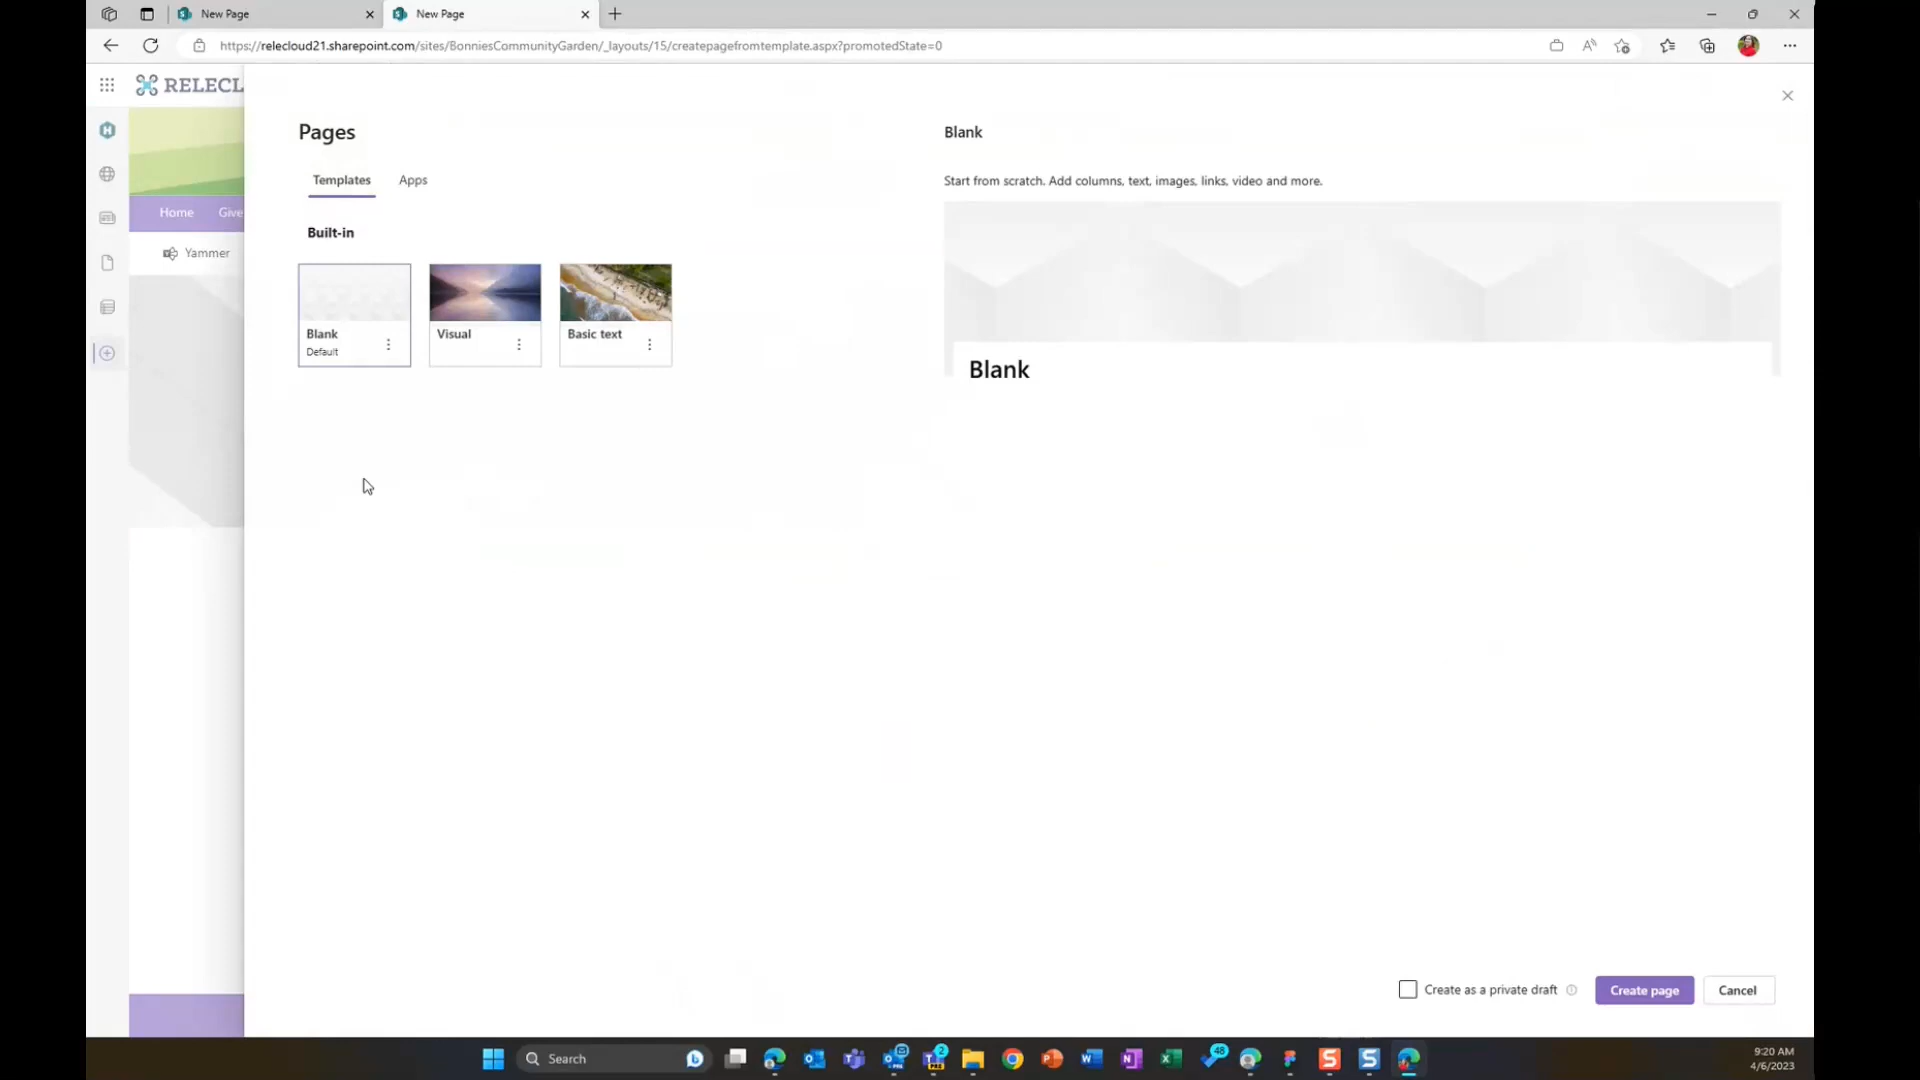 New Page
New Page
https://relecloud21.sharepoint.com/sites/BonniesCommunityGarden/_layouts/15/createpagefromtemplate.aspx?promotedState=0
RELECL
Home Give
Yammer
Pages
Templates Apps
Built-in
Blank
Default
Visual
Basic text
Blank
Start from scratch. Add columns, text, images, links, video and more.
Blank
Create as a private draft
Create page
Cancel
Search
9:20 AM
4/6/2023